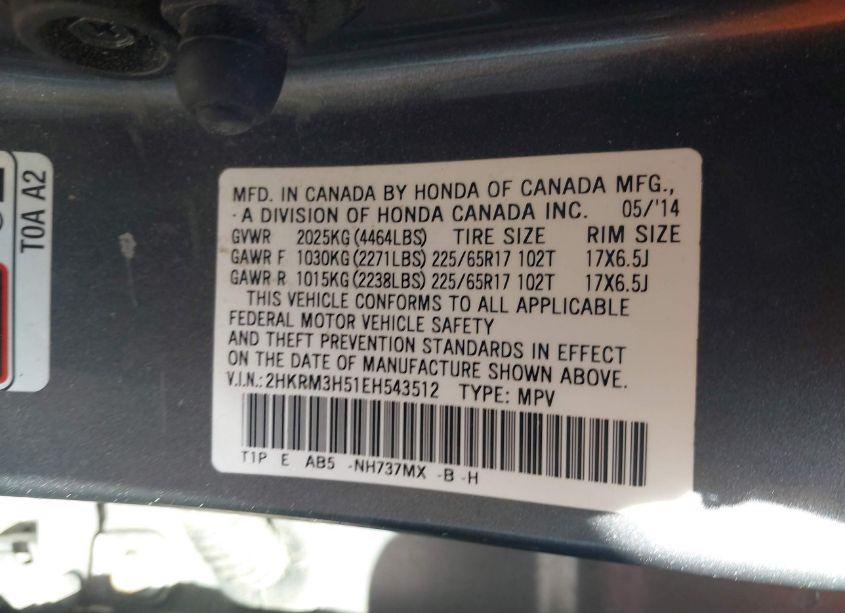 T0A A2
MFD. IN CANADA BY HONDA OF CANADA MFG.,
A DIVISION OF HONDA CANADA INC. 05/'14
GVWR 2025KG(4464LBS) TIRE SIZE RIM SIZE
GAWR F 1030KG(2271LBS) 225/65R17 102T 17X6.5J
GAWR R 1015KG(2238LBS) 225/65R17 102T 17X6.5J
THIS VEHICLE CONFORMS TO ALL APPLICABLE
FEDERAL MOTOR VEHICLE SAFETY
AND THEFT PREVENTION STANDARDS IN EFFECT
ON THE DATE OF MANUFACTURE SHOWN ABOVE.
V.I.N.:2HKRM3H51EH543512 TYPE: MPV
T1P E AB5 -NH737MX -B -H